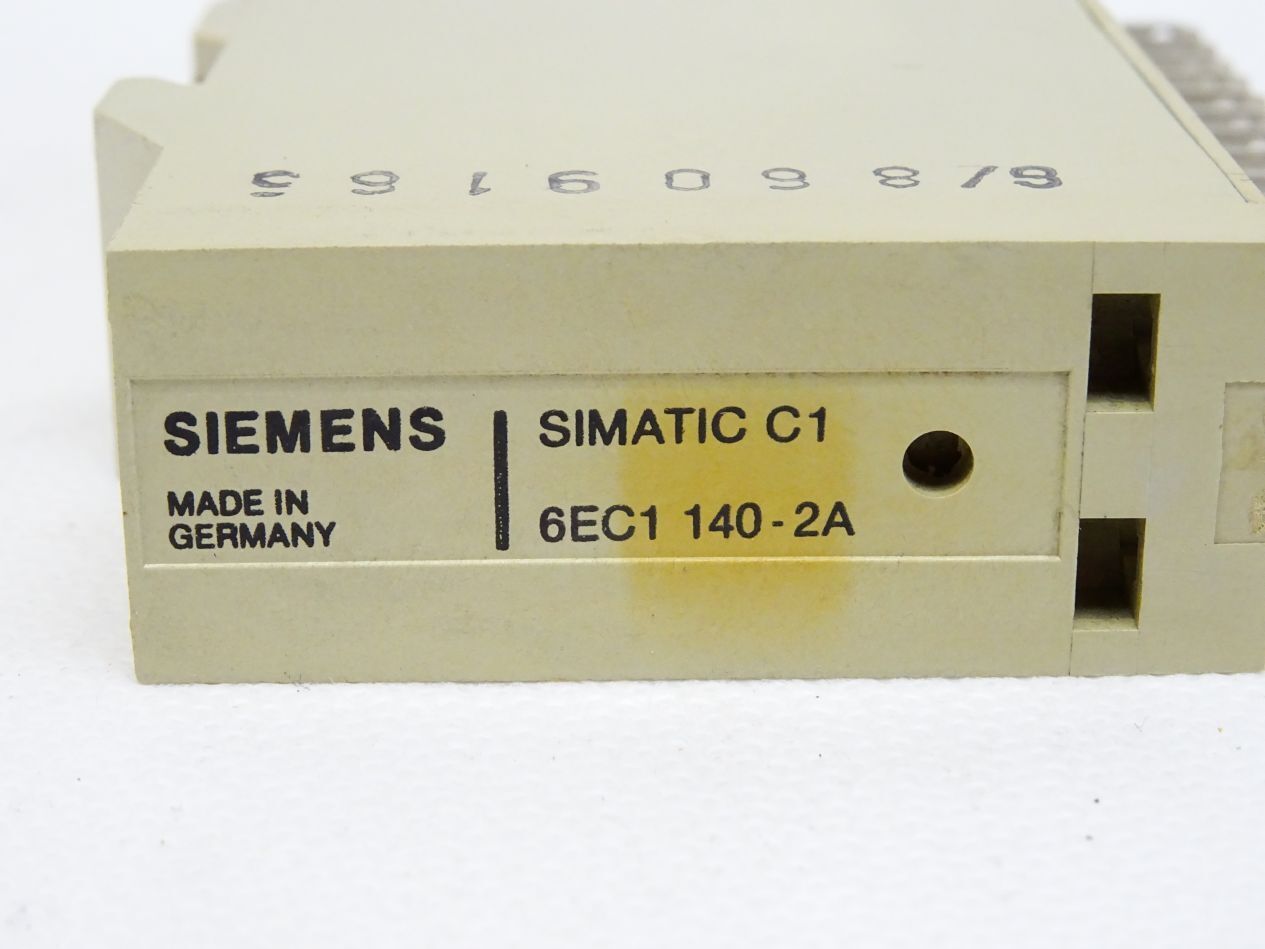 SIEMENS
MADE IN
GERMANY
SIMATIC C1
6EC1 140-2A